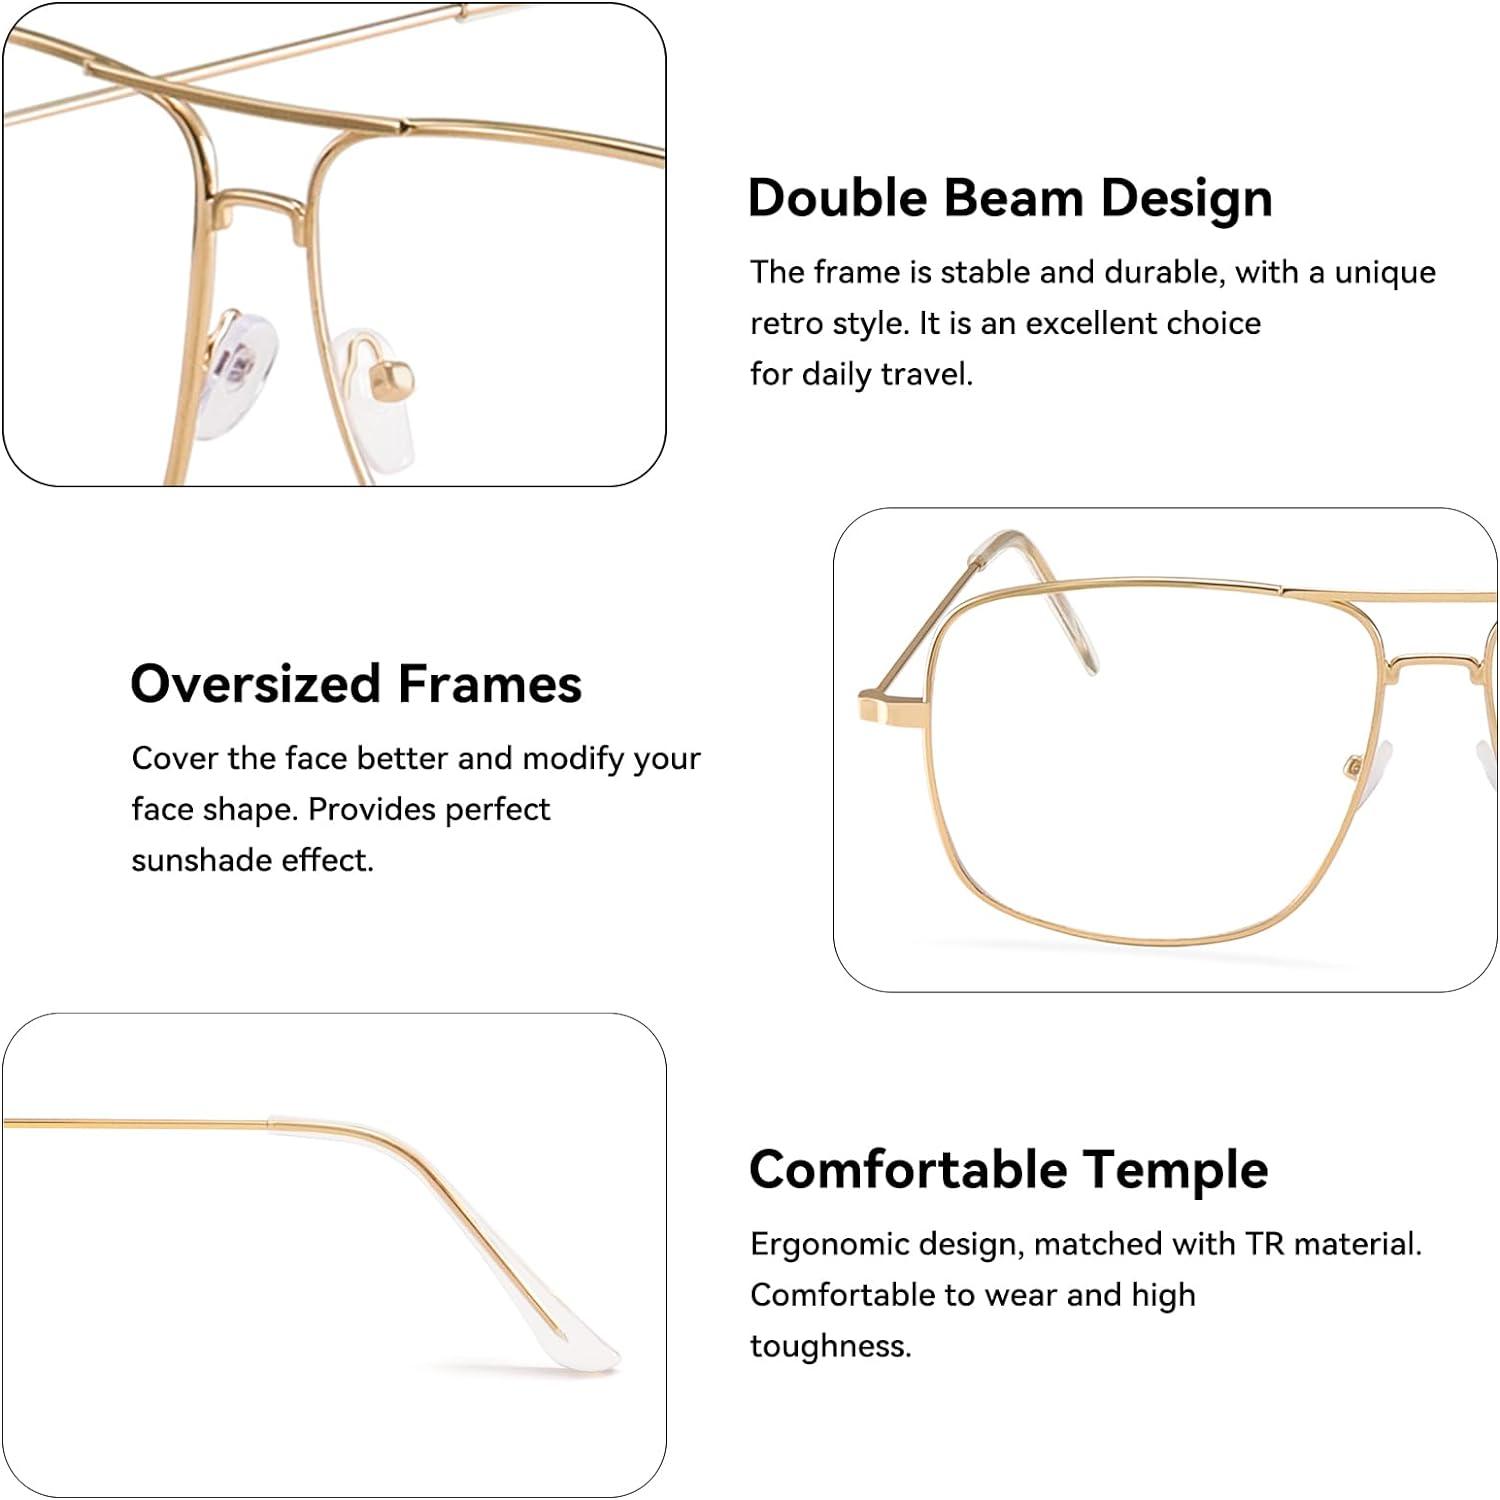 Double Beam Design
The frame is stable and durable, with a unique
retro style. It is an excellent choice
for daily travel.
Oversized Frames
Cover the face better and modify your
face shape. Provides perfect
sunshade effect.
Comfortable Temple
Ergonomic design, matched with TR material.
Comfortable to wear and high
toughness.